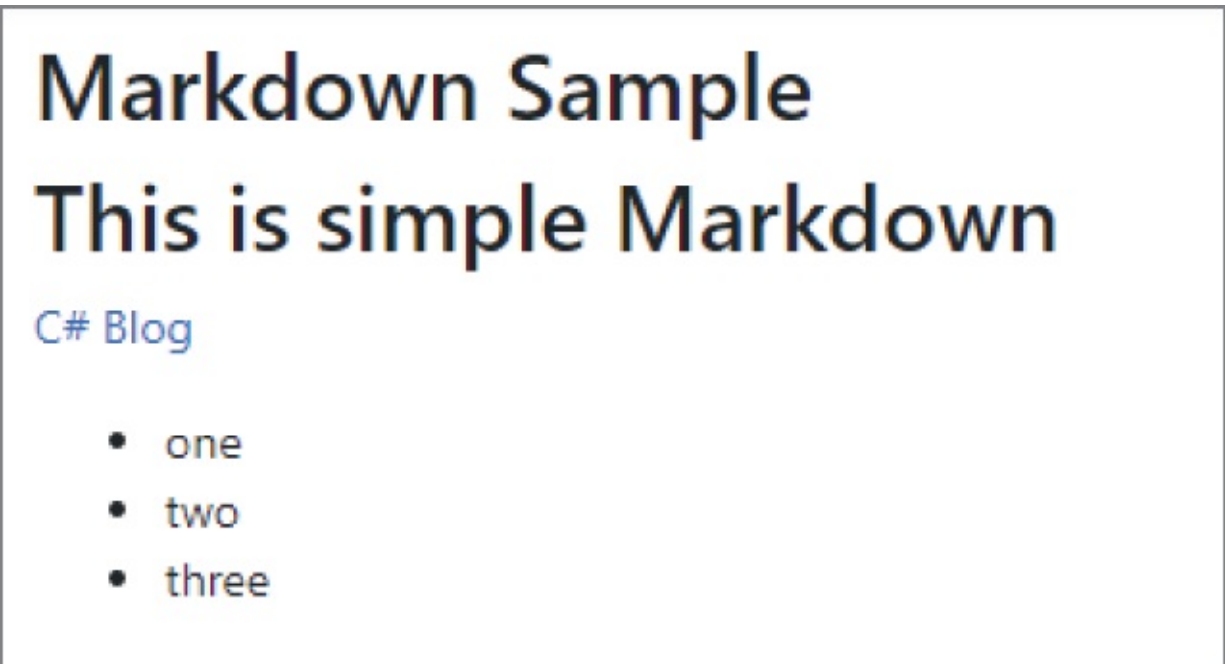 Markdown Sample
This is simple Markdown
C# Blog
• one
• two
• three